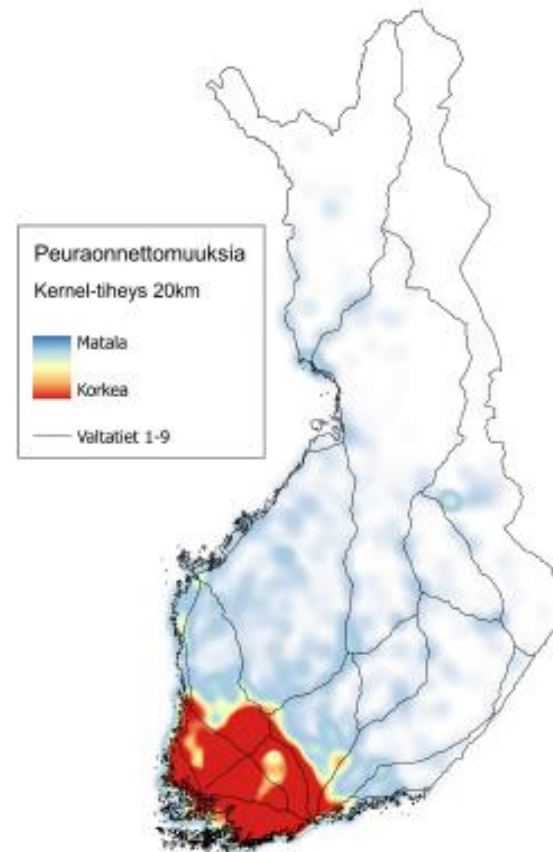 Peuraonnettomuuksia
Kernel-tiheys 20km
Matala
Korkea
Valtatiet 1-9